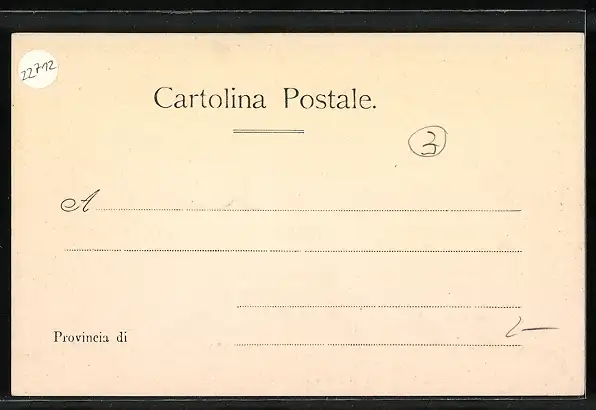 22712
Cartolina Postale.
3
A
Provincia di